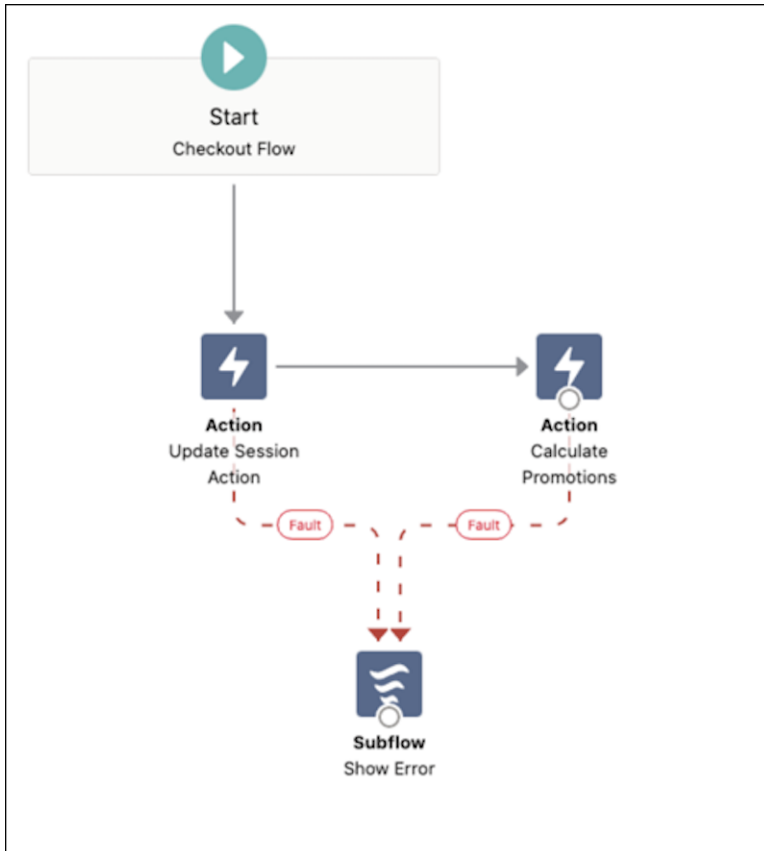 Start
Checkout Flow
Action
Update Session
Action
Action
Calculate
Promotions
Fault
Fault
Subflow
Show Error